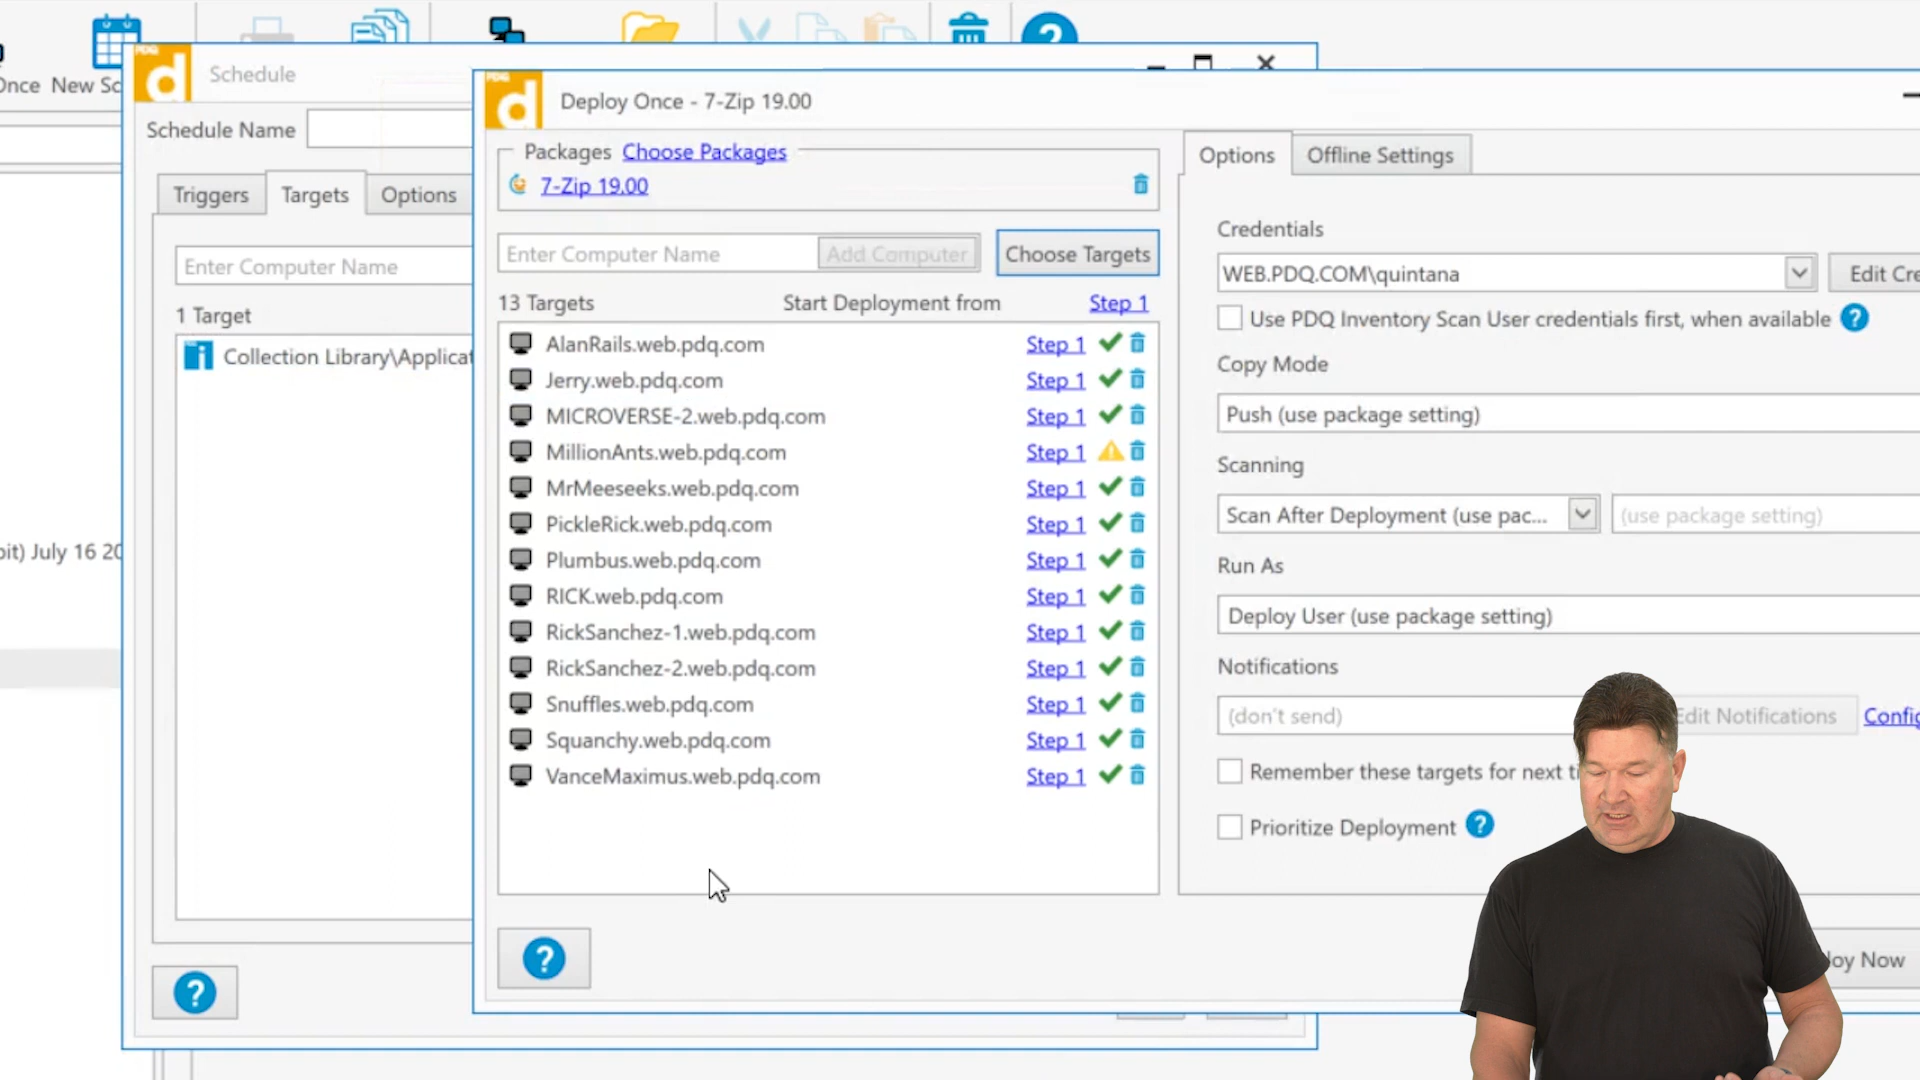 Once New Sc
PDQ
d
Schedule
Schedule Name
Triggers
Targets
Options
Enter Computer Name
1 Target
Collection Library\Applicat
bit) July 16 20
PDQ
d
Deploy Once - 7-Zip 19.00
Packages Choose Packages
7-Zip 19.00
Enter Computer Name
Add Computer
Choose Targets
13 Targets
Start Deployment from
Step 1
AlanRails.web.pdq.com Step 1
Jerry.web.pdq.com Step 1
MICROVERSE-2.web.pdq.com Step 1
MillionAnts.web.pdq.com Step 1
MrMeeseeks.web.pdq.com Step 1
PickleRick.web.pdq.com Step 1
Plumbus.web.pdq.com Step 1
RICK.web.pdq.com Step 1
RickSanchez-1.web.pdq.com Step 1
RickSanchez-2.web.pdq.com Step 1
Snuffles.web.pdq.com Step 1
Squanchy.web.pdq.com Step 1
VanceMaximus.web.pdq.com Step 1
Options
Offline Settings
Credentials
WEB.PDQ.COM\quintana
Edit Cre
Use PDQ Inventory Scan User credentials first, when available ?
Copy Mode
Push (use package setting)
Scanning
Scan After Deployment (use pac...
(use package setting)
Run As
Deploy User (use package setting)
Notifications
(don't send)
Edit Notifications
Config
Remember these targets for next ti
Prioritize Deployment ?
loy Now
?
?
?